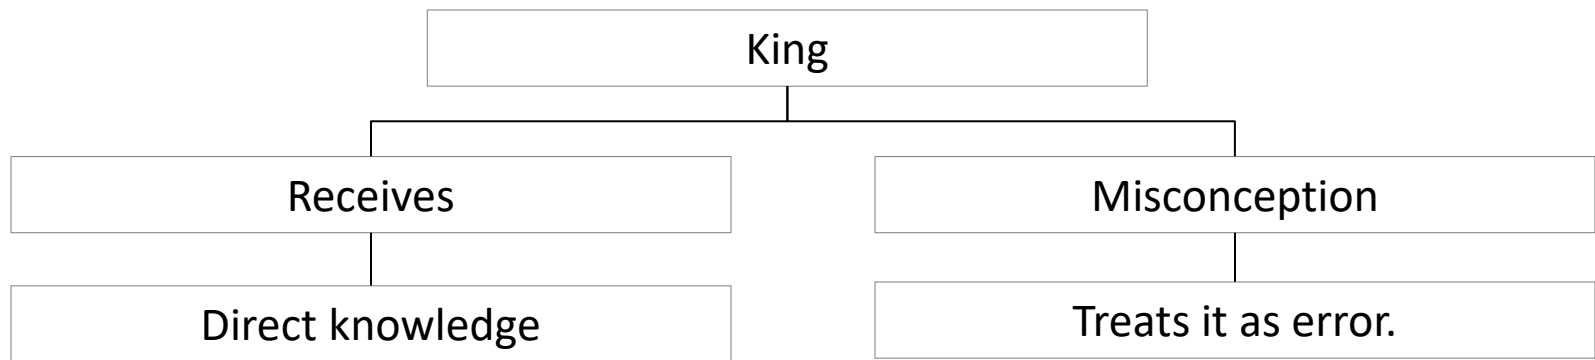 King
Receives
Misconception
Direct knowledge
Treats it as error.